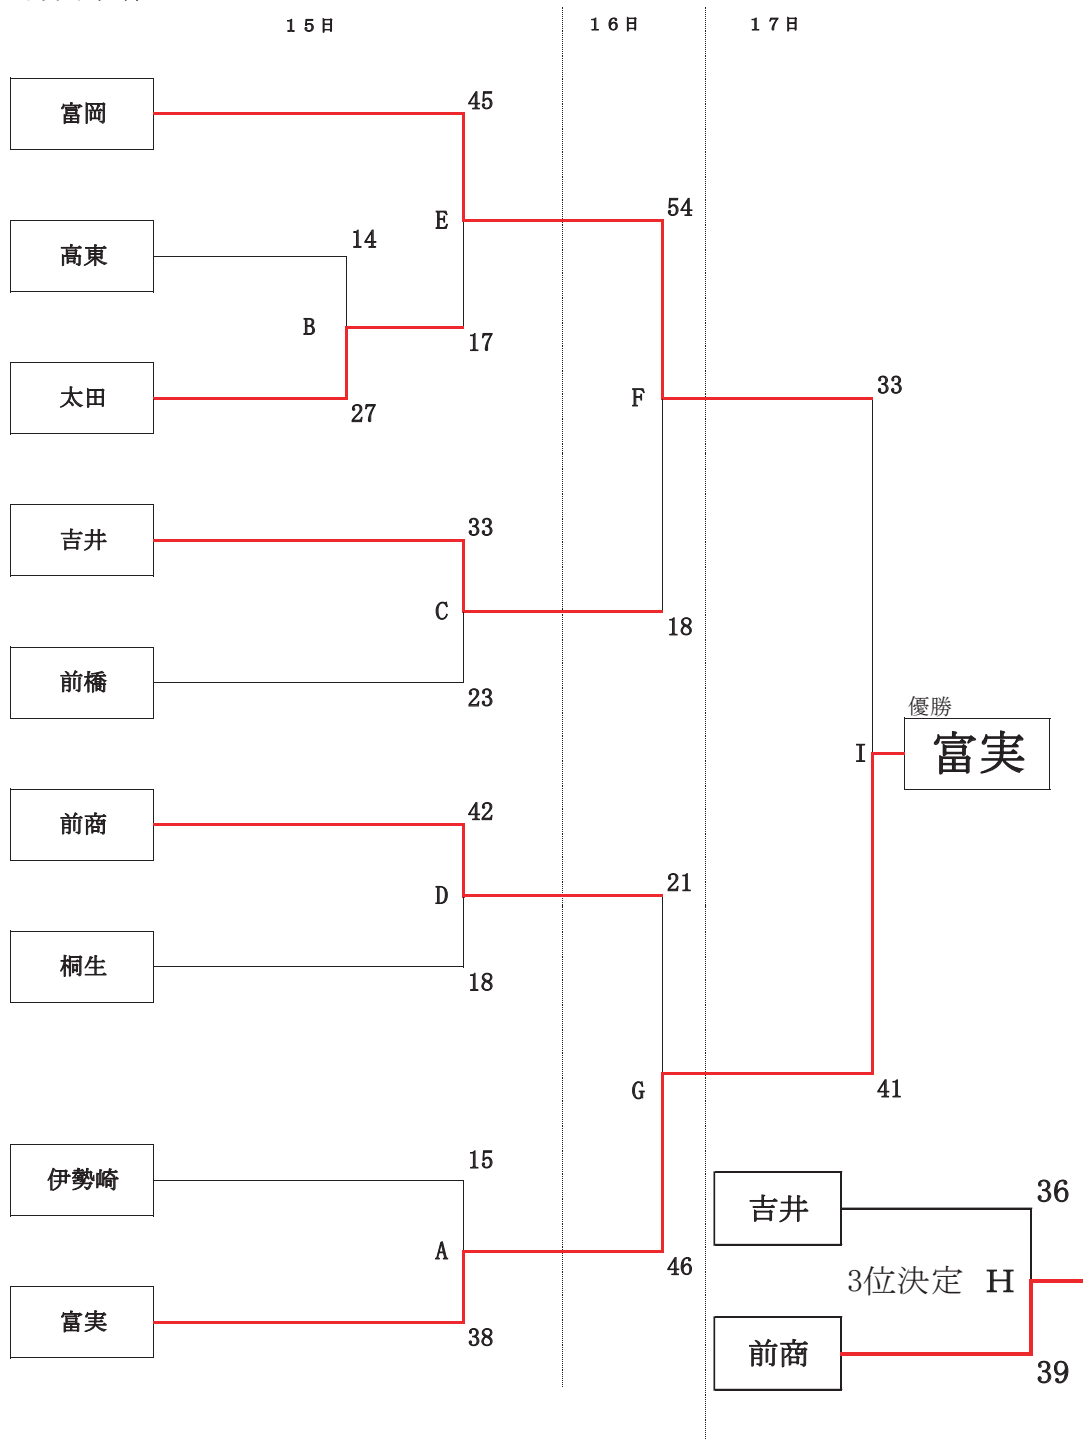 １５日
１６日
１７日
富岡
45
54
E
高東
14
B
17
太田
27
F
33
吉井
33
C
18
前橋
23
優勝
I
富実
前商
42
D
21
桐生
18
G
41
伊勢崎
15
吉井
36
A
46
3位決定 H
富実
38
前商
39